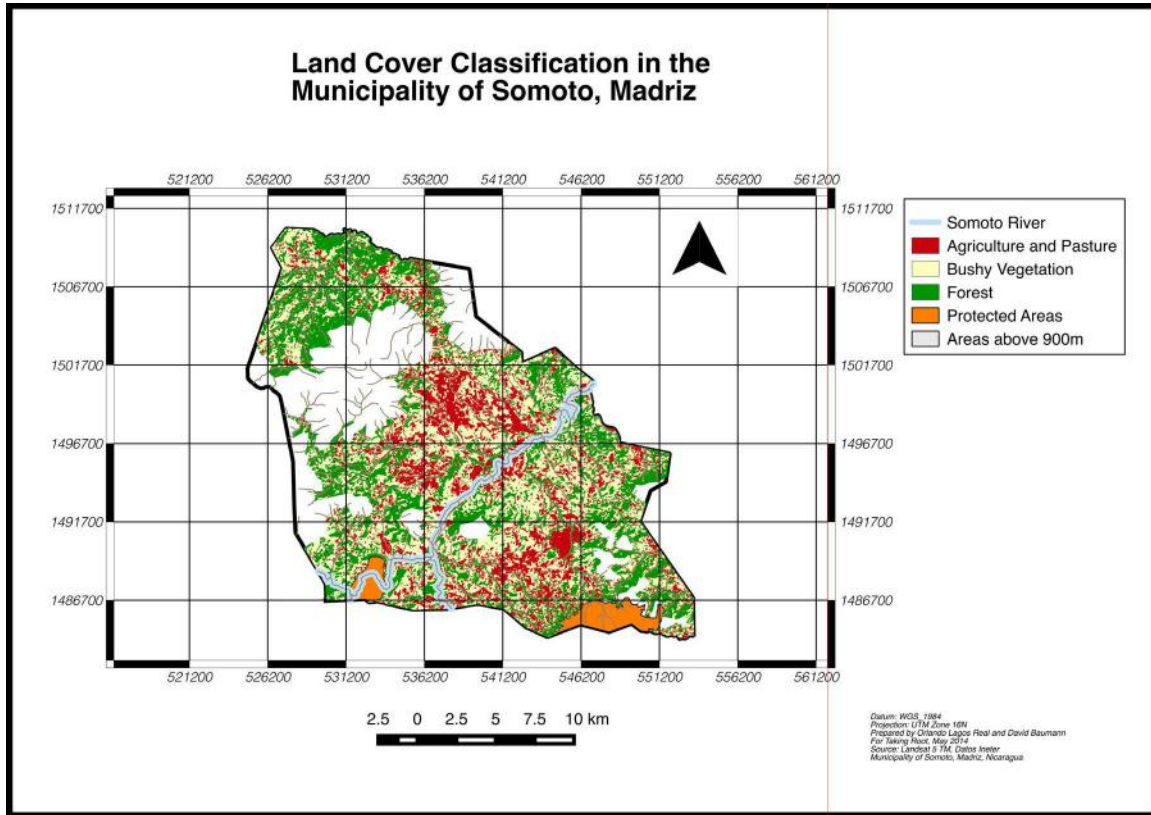 Land Cover Classification in the
Municipality of Somoto, Madriz
521200 526200 531200 536200 541200 546200 551200 556200 561200
1511700 1511700
1506700 1506700
1501700 1501700
1496700 1496700
1491700 1491700
1486700 1486700
521200 526200 531200 536200 541200 546200 551200 556200 561200
Somoto River
Agriculture and Pasture
Bushy Vegetation
Forest
Protected Areas
Areas above 900m
2.5 0 2.5 5 7.5 10 km
Datum: WGS_1984
Projection: UTM Zone 16N
Prepared by Orlando Lagos Real and David Baumann
For Taking Root, May 2014
Source: Landsat 5 TM, Datos Ineter
Municipality of Somoto, Madriz, Nicaragua